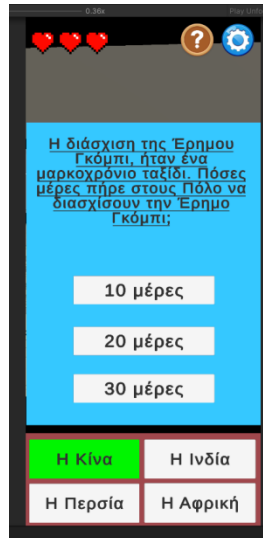 0.36x
Play Unfo
?
Η διάσχιση της Έρημου
Γκόμπι, ήταν ένα
μαρκοχρόνιο ταξίδι. Πόσες
μέρες πήρε στους Πόλο να
διασχίσουν την Έρημο
Γκόμπι;
10 μέρες
20 μέρες
30 μέρες
Η Κίνα
Η Ινδία
Η Περσία
Η Αφρική